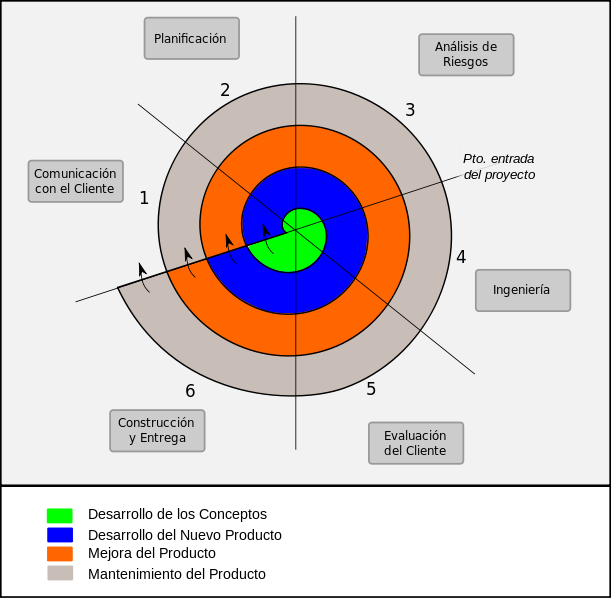 Planificación
Análisis de
Riesgos
2
3
Pto. entrada
del proyecto
Comunicación
con el Cliente
1
4
Ingeniería
6
5
Construcción
y Entrega
Evaluación
del Cliente
Desarrollo de los Conceptos
Desarrollo del Nuevo Producto
Mejora del Producto
Mantenimiento del Producto